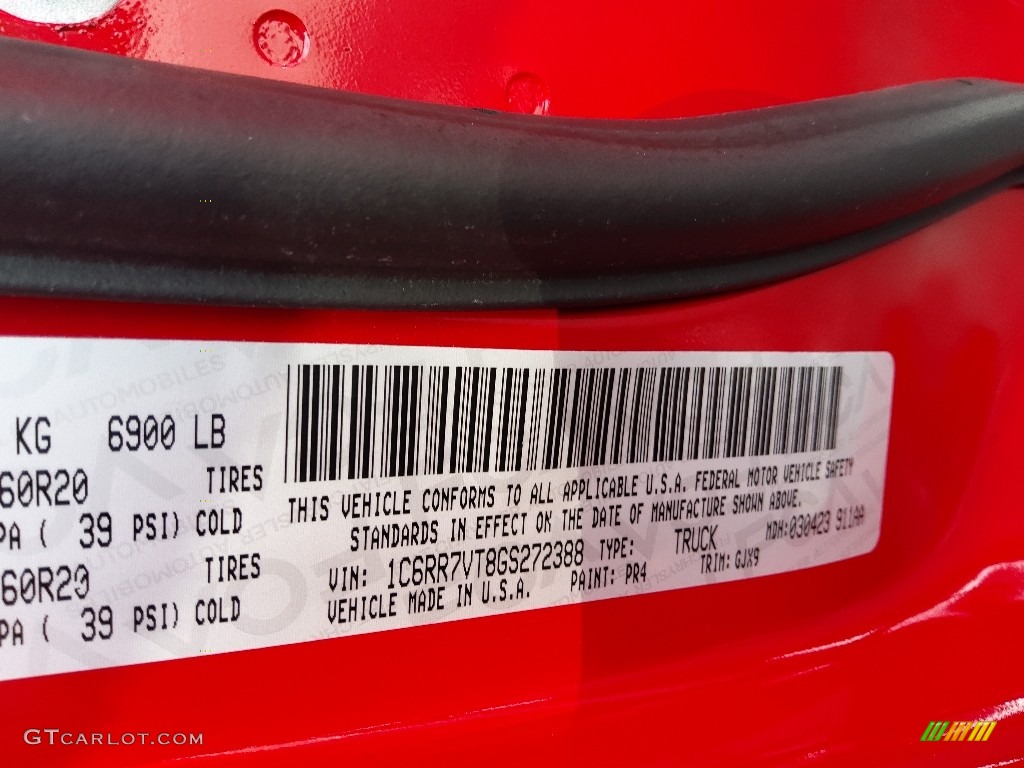 KG 6900 LB
60R20 TIRES
PA ( 39 PSI) COLD
60R20 TIRES
PA ( 39 PSI) COLD
THIS VEHICLE CONFORMS TO ALL APPLICABLE U.S.A. FEDERAL MOTOR VEHICLE SAFETY
STANDARDS IN EFFECT ON THE DATE OF MANUFACTURE SHOWN ABOVE.
VIN: 1C6RR7VT8GS272388 TYPE: TRUCK MDH:030423 911AA
VEHICLE MADE IN U.S.A. PAINT: PR4 TRIM: GJX9
GTCARLOT.COM